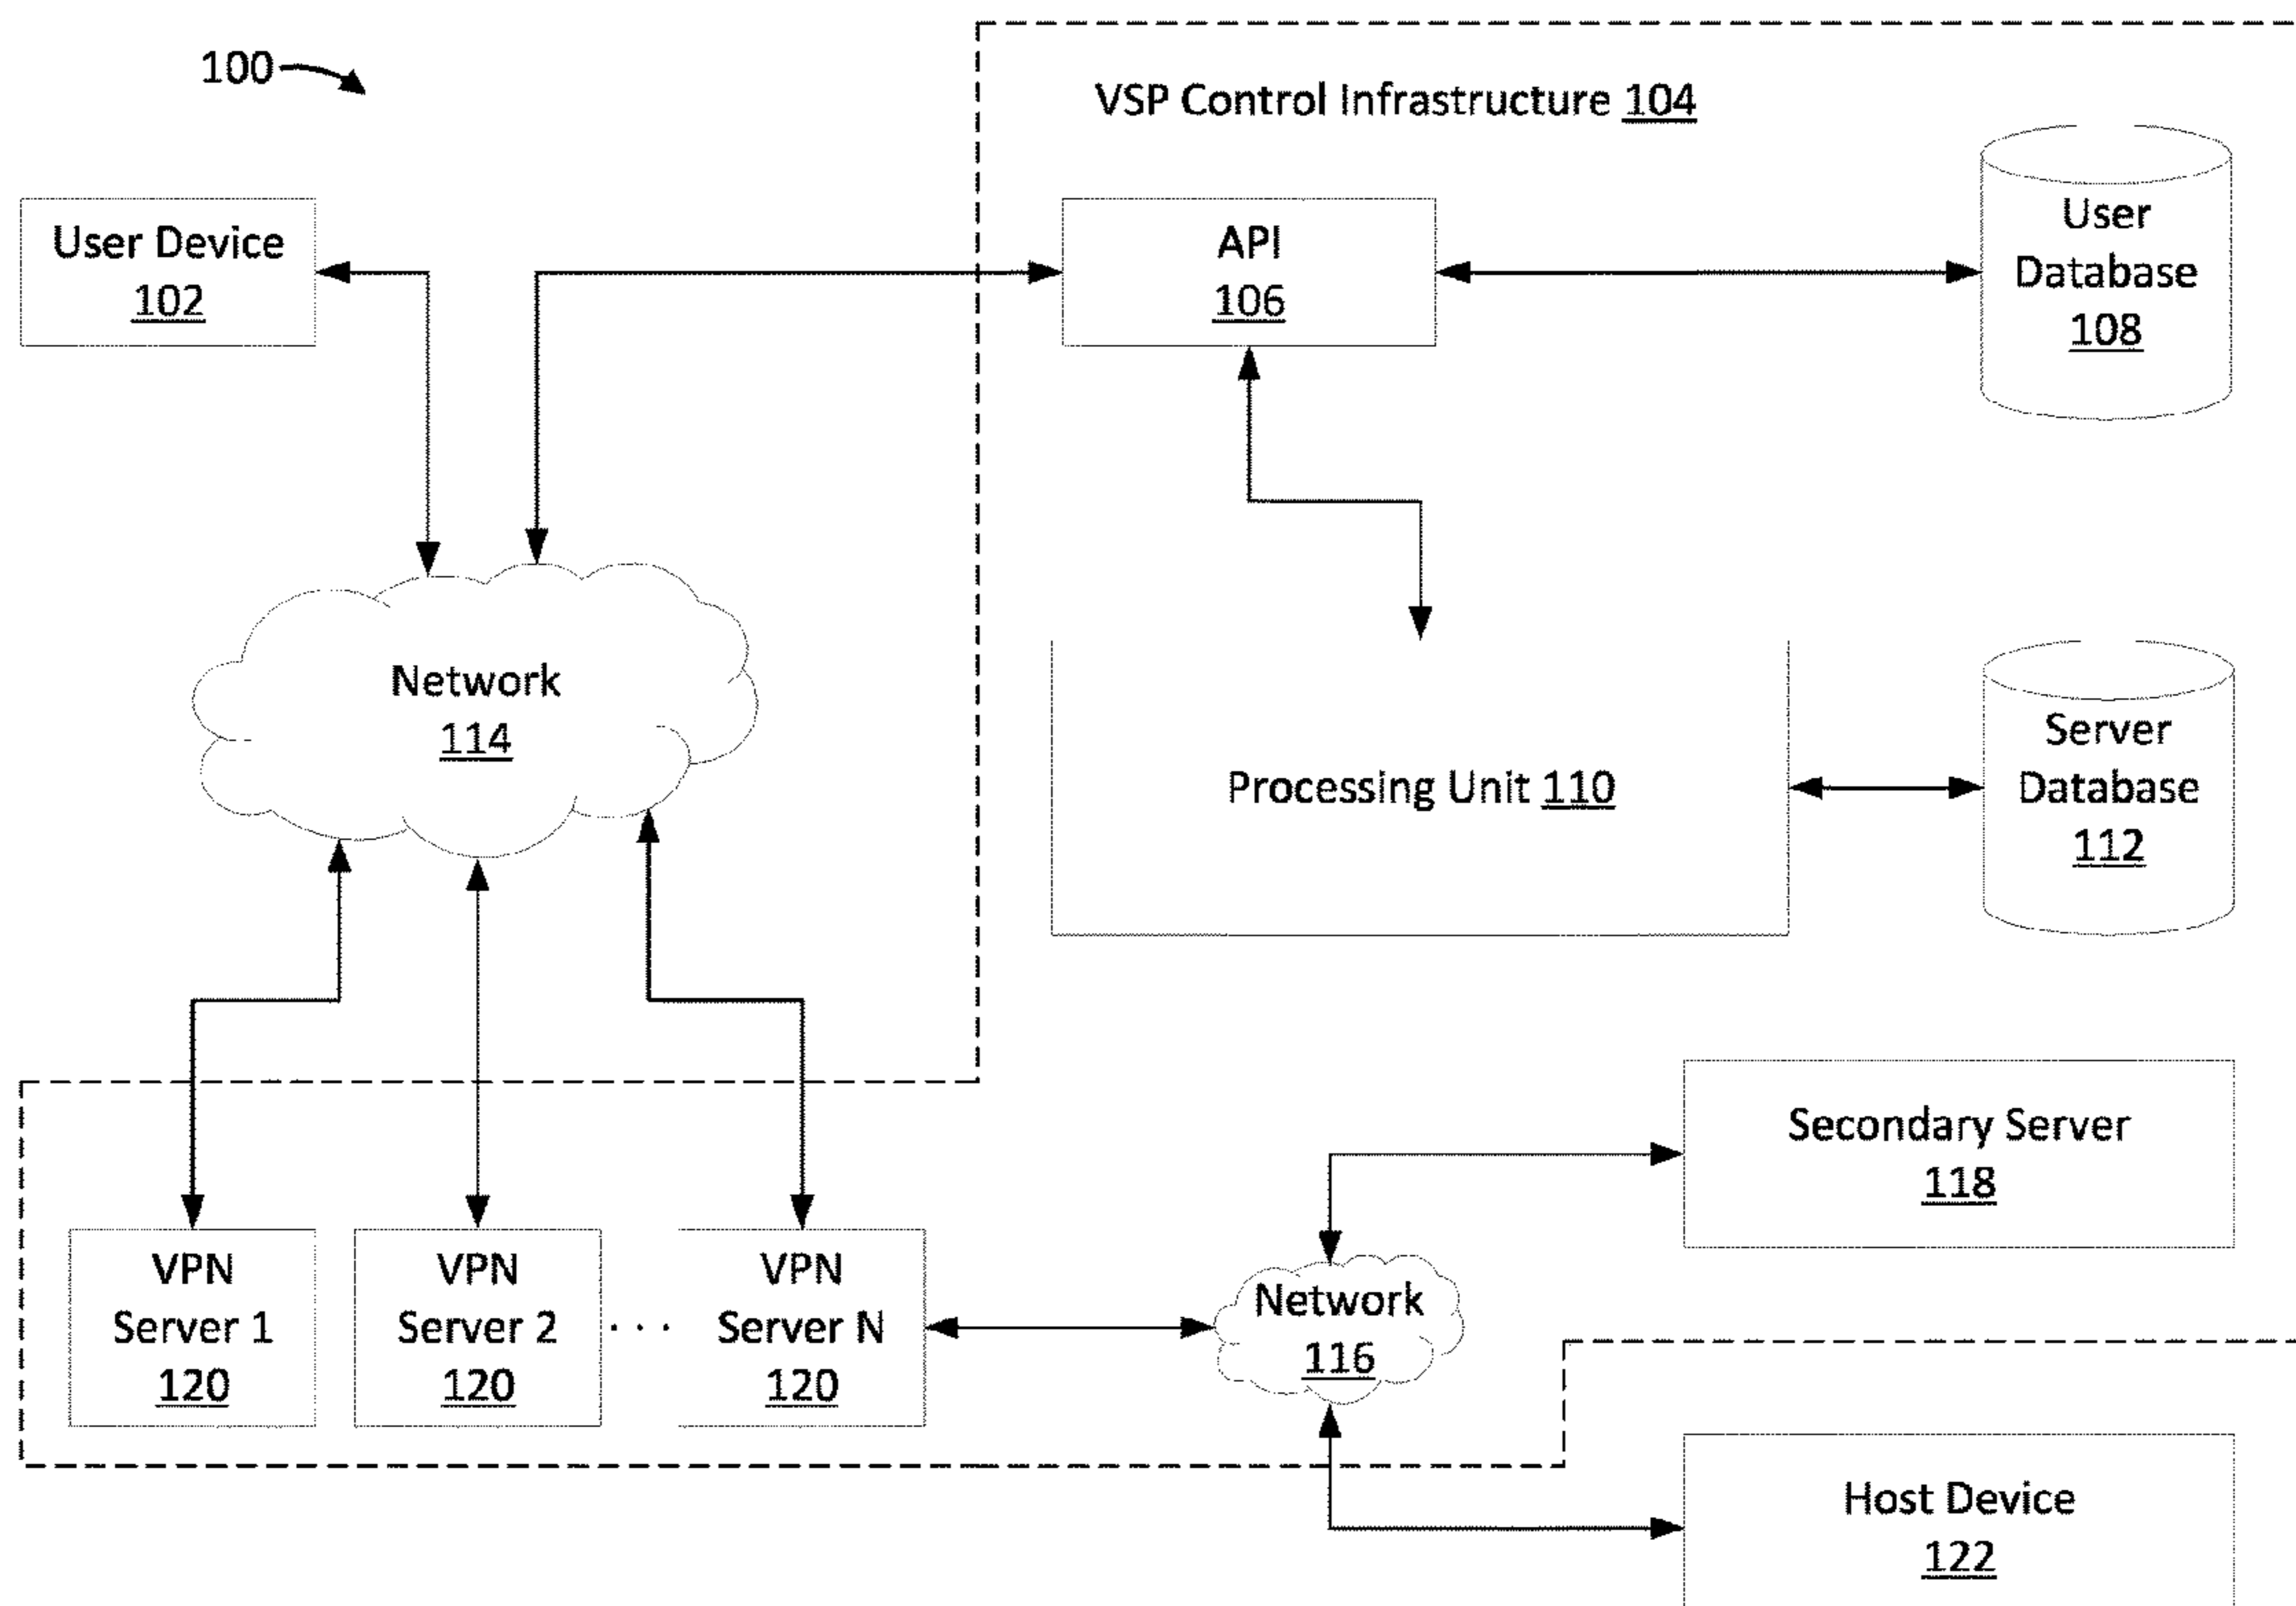 100
VSP Control Infrastructure 104
User Device
102
API
106
User
Database
108
Network
114
Processing Unit 110
Server
Database
112
Secondary Server
118
VPN
Server 1
120
VPN
Server 2
120
. . .
VPN
Server N
120
Network
116
Host Device
122